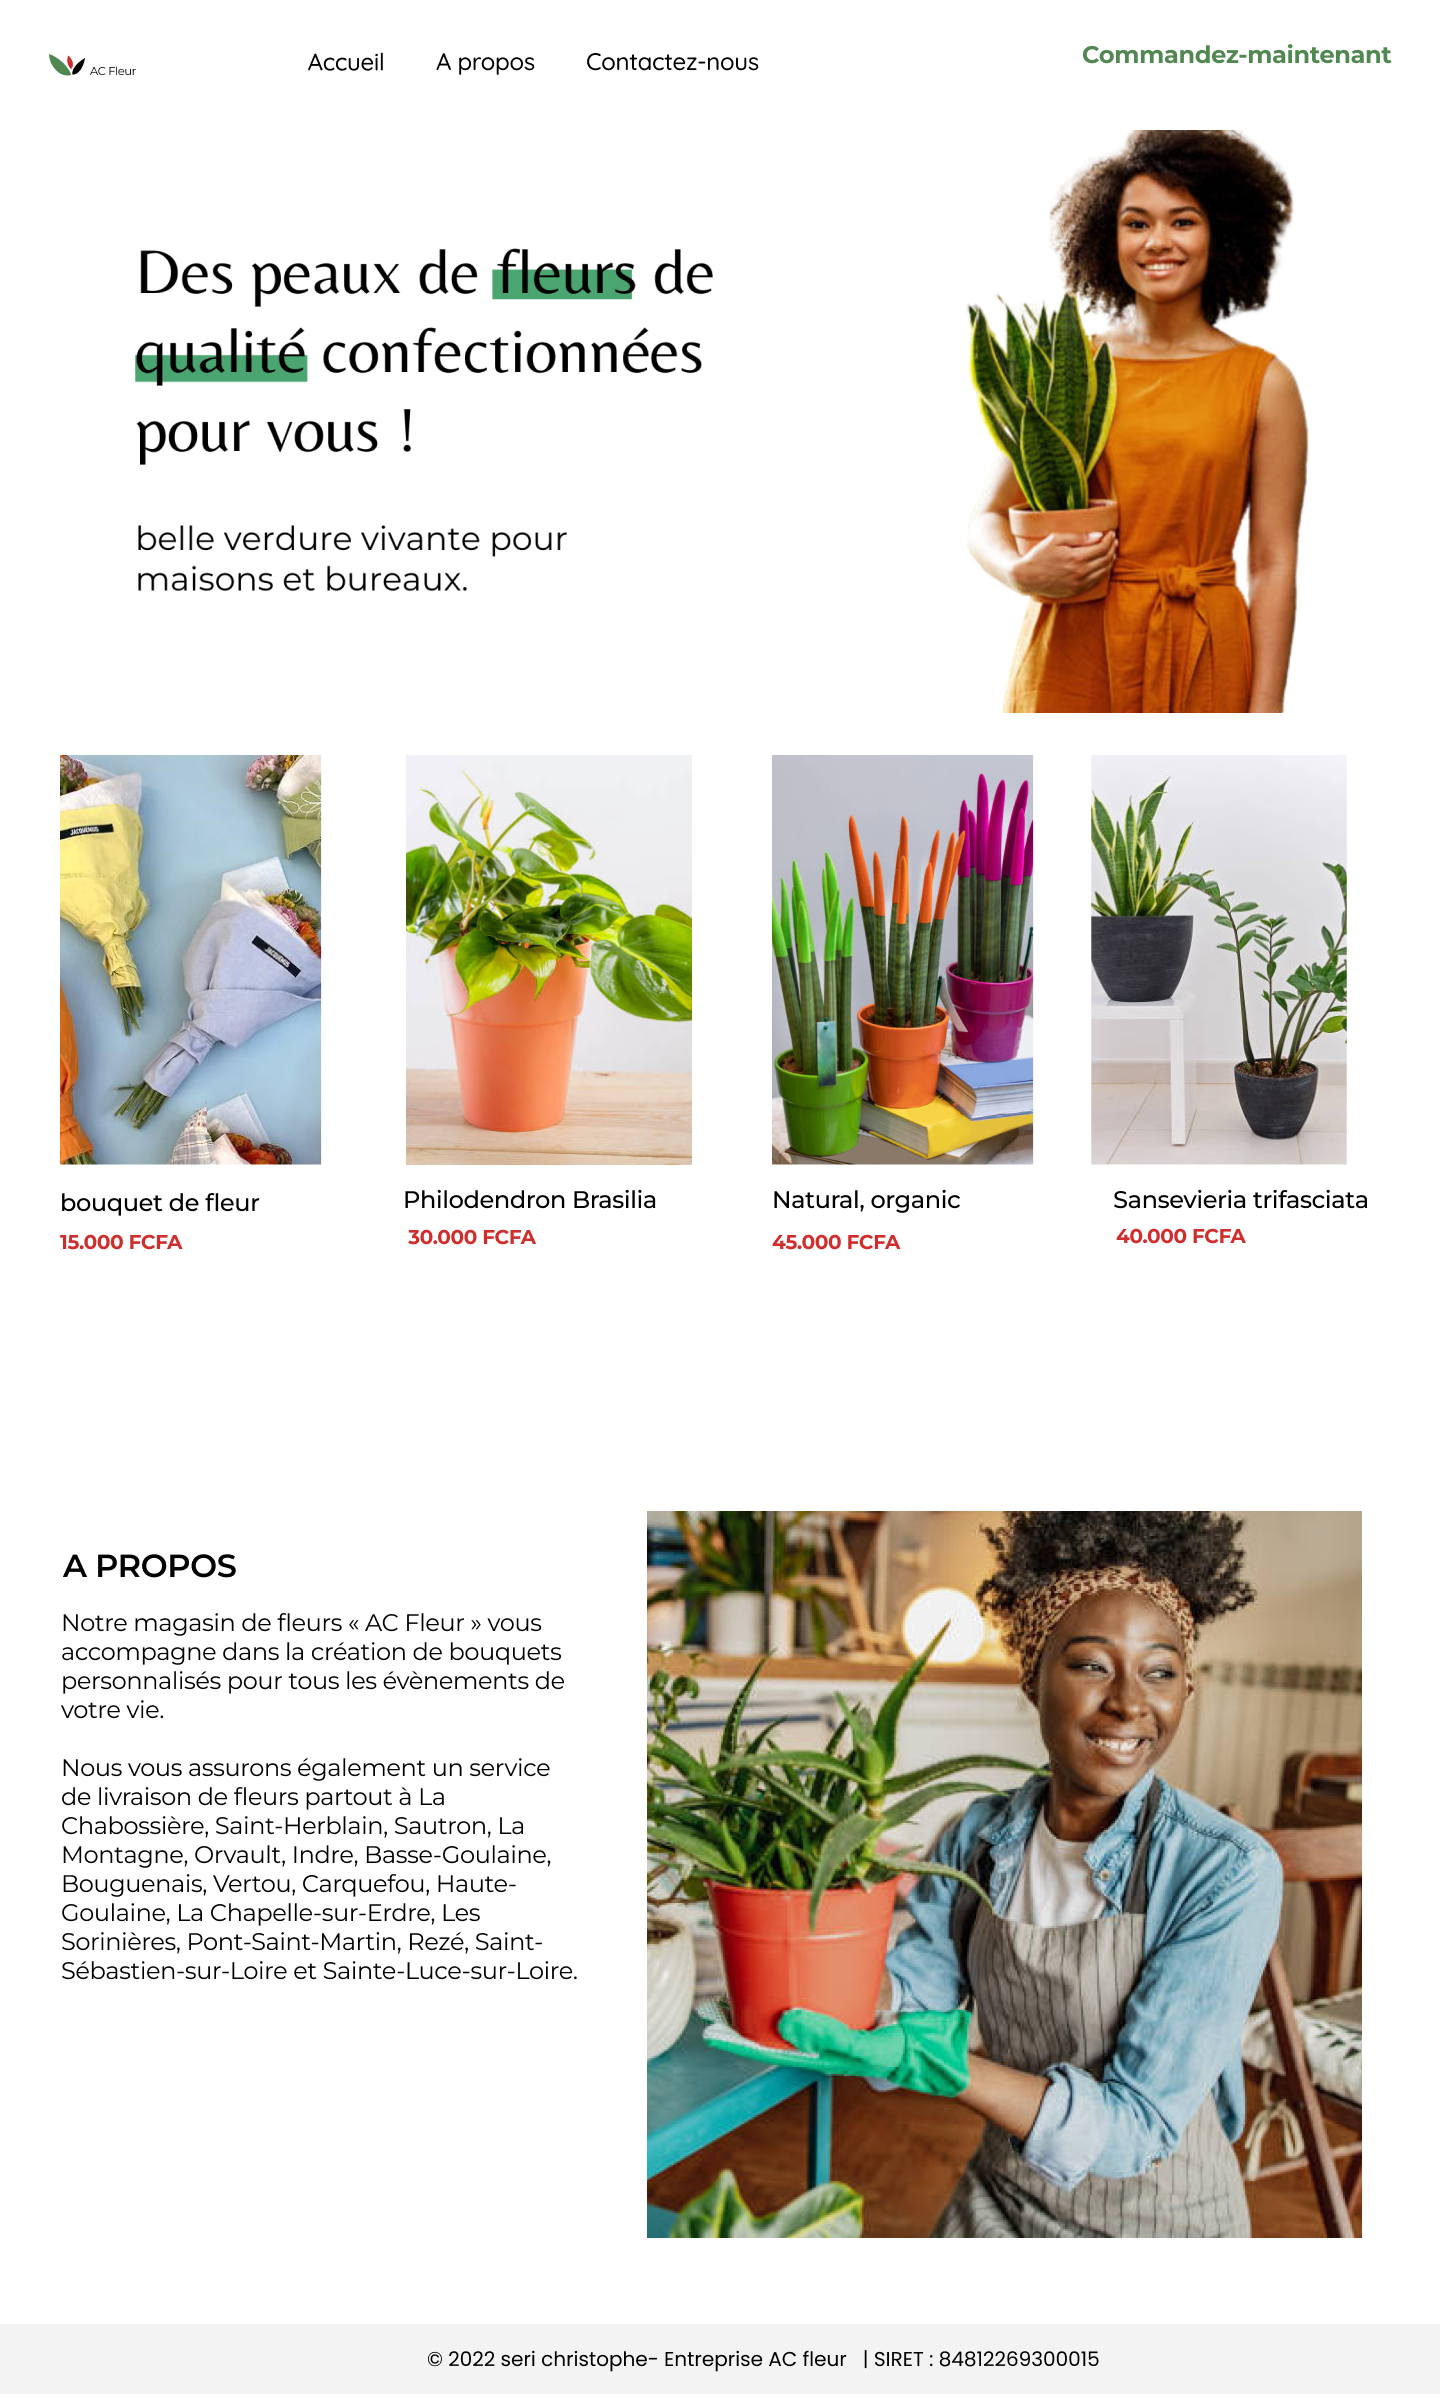 AC Fleur
Accueil
A propos
Contactez-nous
Commandez-maintenant
Des peaux de fleurs de
qualité confectionnées
pour vous !
belle verdure vivante pour
maisons et bureaux.
JACQUEMUS
JACQUEMUS
bouquet de fleur
15.000 FCFA
Philodendron Brasilia
30.000 FCFA
Natural, organic
45.000 FCFA
Sansevieria trifasciata
40.000 FCFA
A PROPOS
Notre magasin de fleurs « AC Fleur » vous
accompagne dans la création de bouquets
personnalisés pour tous les évènements de
votre vie.
Nous vous assurons également un service
de livraison de fleurs partout à La
Chabossière, Saint-Herblain, Sautron, La
Montagne, Orvault, Indre, Basse-Goulaine,
Bouguenais, Vertou, Carquefou, Haute-
Goulaine, La Chapelle-sur-Erdre, Les
Sorinières, Pont-Saint-Martin, Rezé, Saint-
Sébastien-sur-Loire et Sainte-Luce-sur-Loire.
© 2022 seri christophe- Entreprise AC fleur | SIRET : 84812269300015